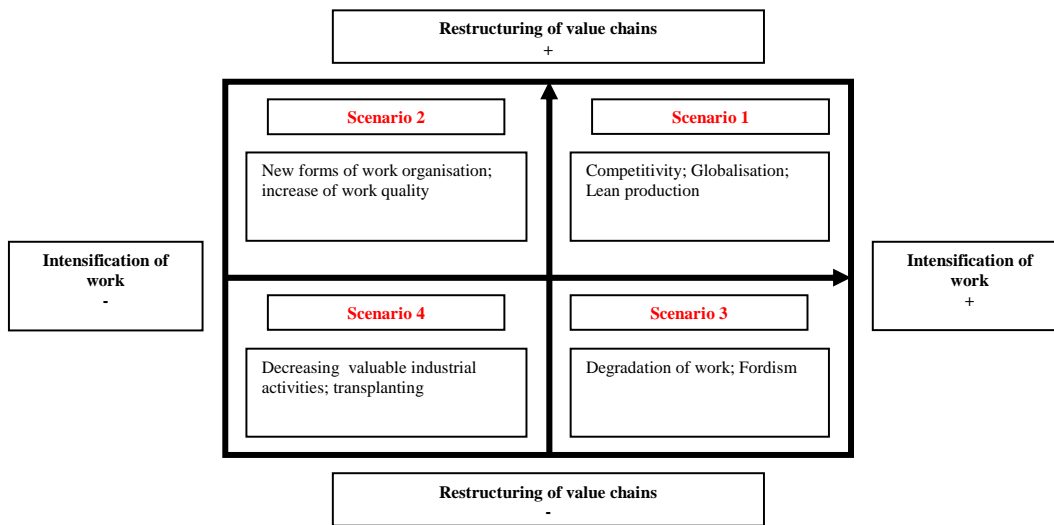 Restructuring of value chains
+
Scenario 2
Scenario 1
New forms of work organisation;
increase of work quality
Competitivity; Globalisation;
Lean production
Intensification of
work
-
Intensification of
work
+
Scenario 4
Scenario 3
Decreasing valuable industrial
activities; transplanting
Degradation of work; Fordism
Restructuring of value chains
-